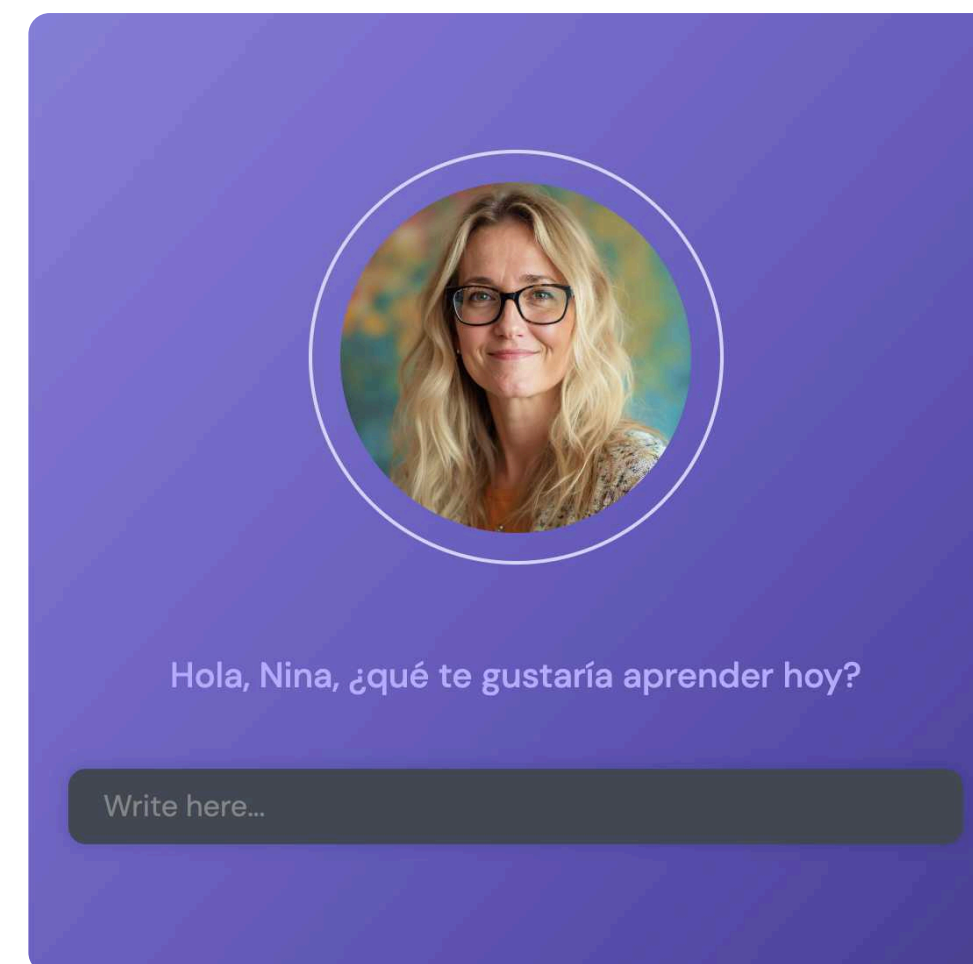 Hola, Nina, ¿qué te gustaría aprender hoy?
Write here...